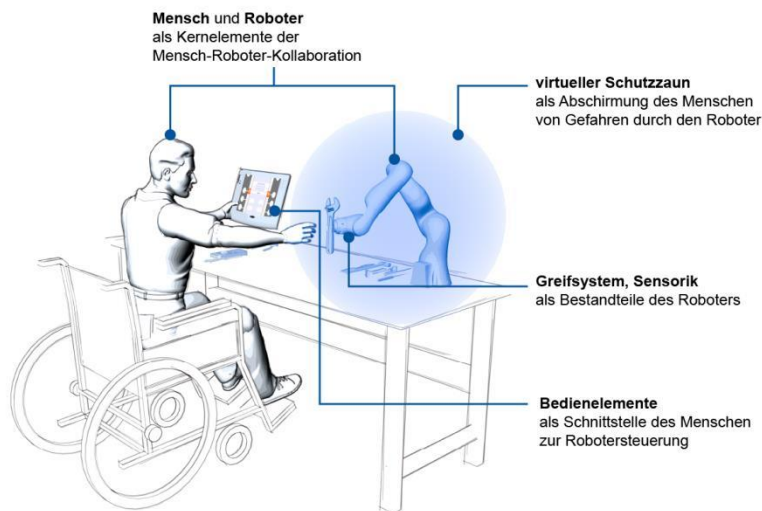 Mensch und Roboter
als Kernelemente der
Mensch-Roboter-Kollaboration
virtueller Schutzzaun
als Abschirmung des Menschen
von Gefahren durch den Roboter
Greifsystem, Sensorik
als Bestandteile des Roboters
Bedienelemente
als Schnittstelle des Menschen
zur Robotersteuerung